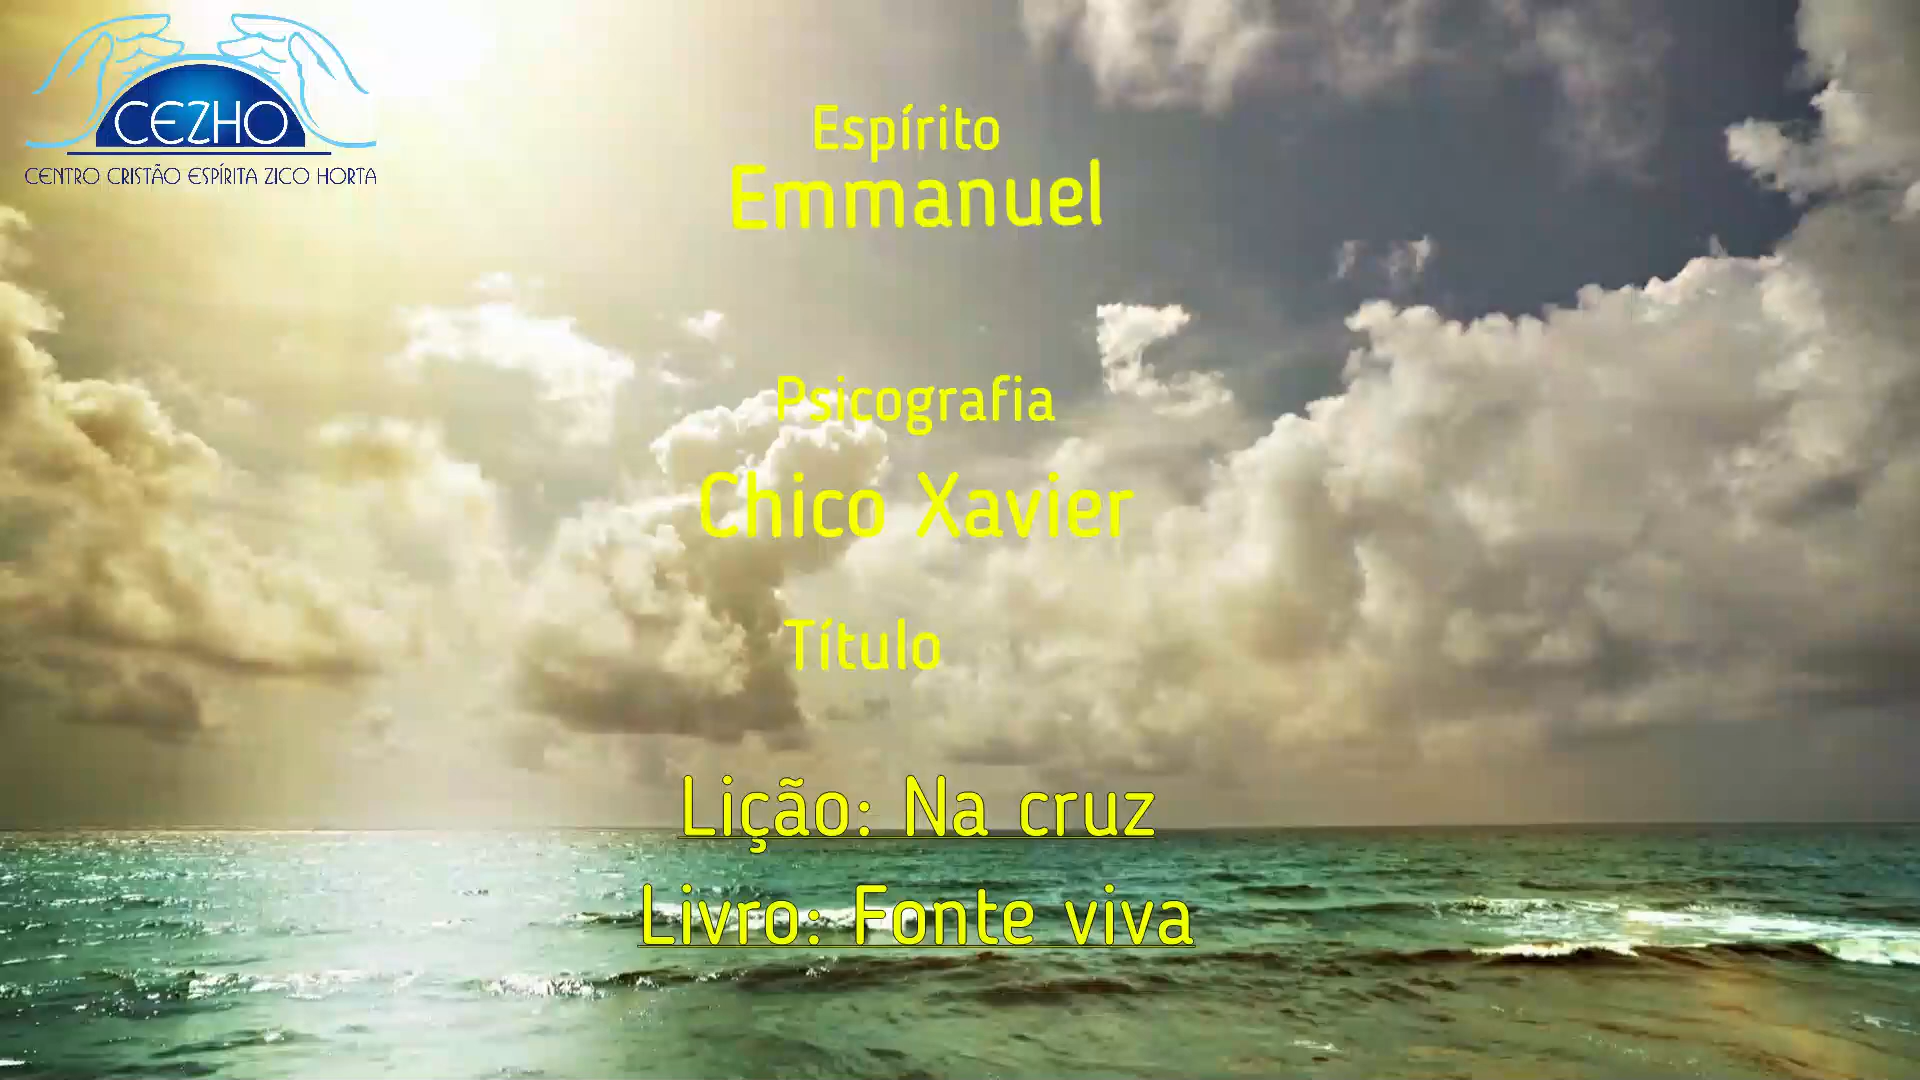 CEZHO
CENTRO CRISTÃO ESPÍRITA ZICO HORTA
Espírito
Emmanuel
Psicografia
Chico Xavier
Título
Lição: Na cruz
Livro: Fonte viva